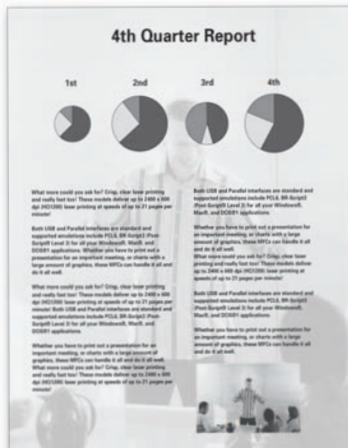 4th Quarter Report
1st 2nd 3rd 4th
What more could you ask for? Crisp, clear laser printing
and really fast too! These models deliver up to 2400 x 600
dpi (HQ1200) laser printing at speeds of up to 21 pages per
minute!
Both USB and Parallel interfaces are standard and
supported emulations include PCL6, BR-Script3 (Post-
Script® Level 3) for all your Windows®,
Mac®, and DOS® applications. Whether you have to print out a
presentation for an important meeting, or charts with a
large amount of graphics, these MFCs can handle it all and
do it all well.
What more could you ask for? Crisp, clear laser printing
and really fast too! These models deliver up to 2400 x 600
dpi (HQ1200) laser printing at speeds of up to 21 pages per
minute! Both USB and Parallel interfaces are standard and
supported emulations include PCL6, BR-Script3 (Post-
Script® Level 3) for all your Windows®, Mac®, and
DOS® applications.
Whether you have to print out a presentation for an
important meeting, or charts with a large amount of
graphics, these MFCs can handle it all and do it all well.
What more could you ask for? Crisp, clear laser printing
and really fast too! These models deliver up to 2400 x 600
dpi (HQ1200) laser printing at speeds of up to 21 pages per
minute!
Both USB and Parallel interfaces are standard and
supported emulations include PCL6, BR-Script3
(Post-Script® Level 3) for all your Windows®,
Mac®, and DOS® applications.
Whether you have to print out a presentation for
an important meeting, or charts with a large
amount of graphics, these MFCs can handle it all
and do it all well.
What more could you ask for? Crisp, clear laser
printing and really fast too! These models deliver
up to 2400 x 600 dpi (HQ1200) laser printing at
speeds of up to 21 pages per minute!
Both USB and Parallel interfaces are standard and
supported emulations include PCL6, BR-Script3
(Post-Script® Level 3) for all your Windows®,
Mac®, and DOS® applications.
Whether you have to print out a presentation for
an important meeting, or charts with a large
amount of graphics, these MFCs can handle it all
and do it all well.